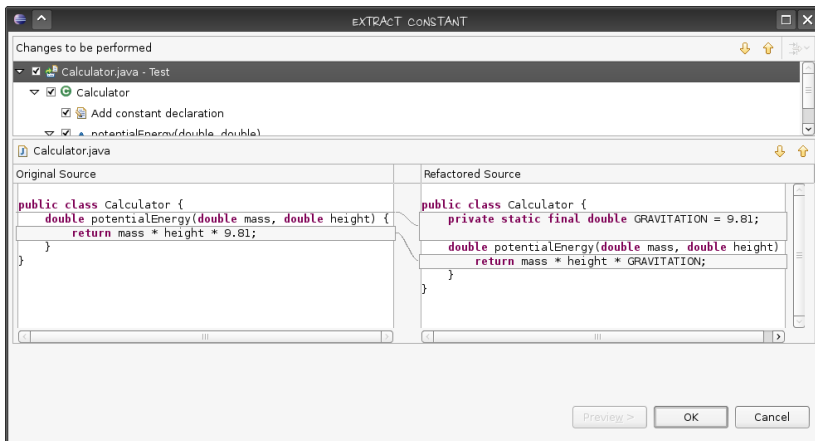 EXTRACT CONSTANT
Changes to be performed
Calculator.java - Test
Calculator
Add constant declaration
potentialEnergy(double, double)
Calculator.java
Original Source
public class Calculator {
    double potentialEnergy(double mass, double height) {
        return mass * height * 9.81;
    }
}
Refactored Source
public class Calculator {
    private static final double GRAVITATION = 9.81;
    double potentialEnergy(double mass, double height)
        return mass * height * GRAVITATION;
    }
}
Preview >
OK
Cancel